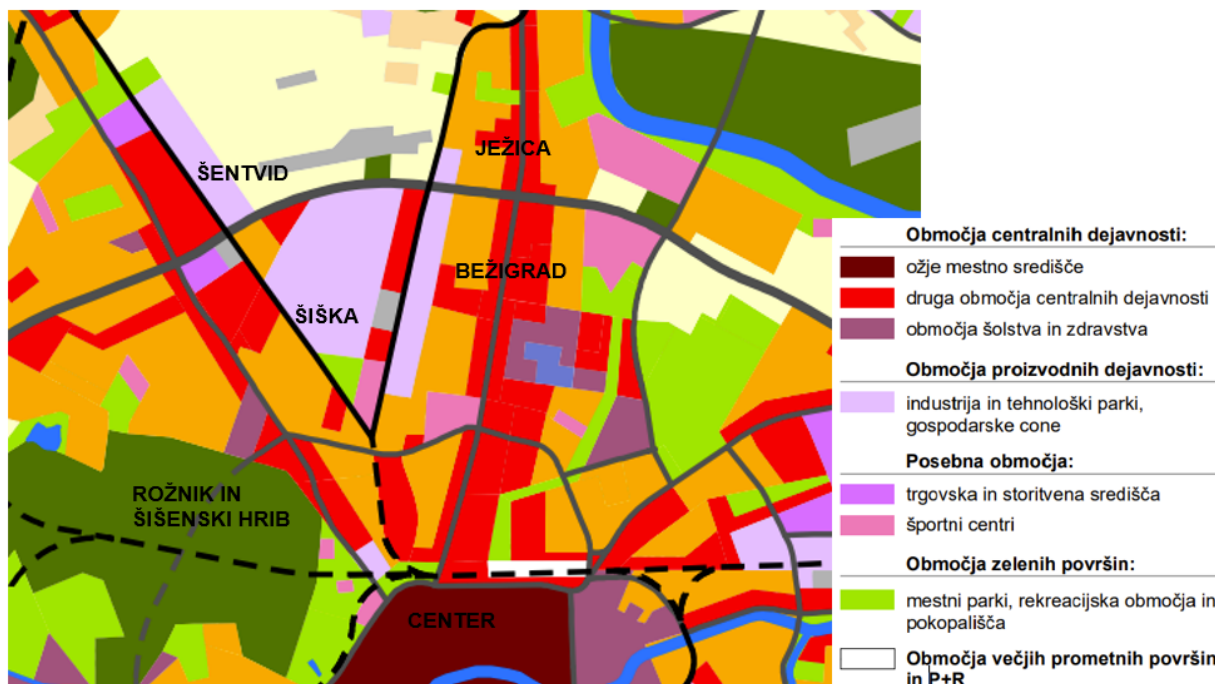 ŠENTVID
JEŽICA
BEŽIGRAD
ŠIŠKA
ROŽNIK IN
ŠIŠENSKI HRIB
CENTER
Območja centralnih dejavnosti:
ožje mestno središče
druga območja centralnih dejavnosti
območja šolstva in zdravstva
Območja proizvodnih dejavnosti:
industrija in tehnološki parki,
gospodarske cone
Posebna območja:
trgovska in storitvena središča
športni centri
Območja zelenih površin:
mestni parki, rekreacijska območja in
pokopališča
Območja večjih prometnih površin
in P+R